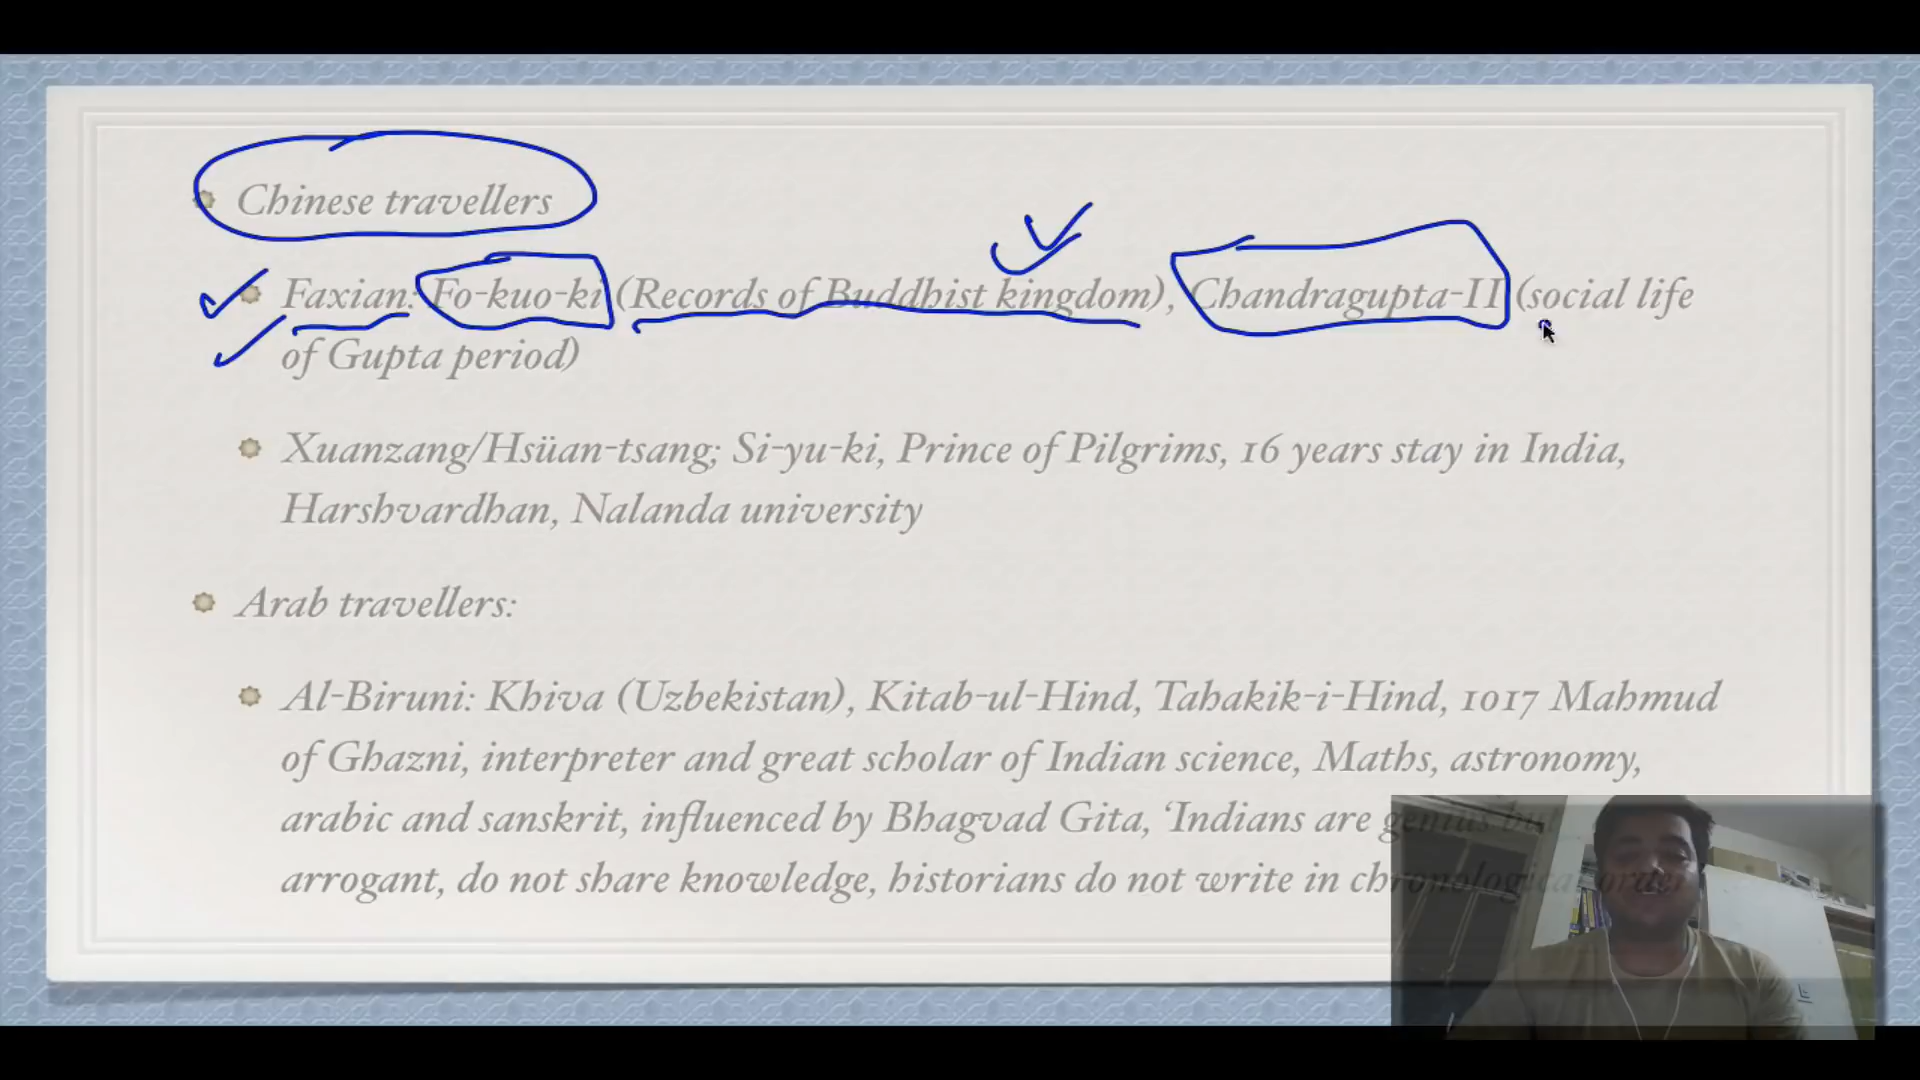 Chinese travellers
Faxian: Fo-kuo-ki (Records of Buddhist kingdom), Chandragupta-II (social life
of Gupta period)
Xuanzang/Hsüan-tsang; Si-yu-ki, Prince of Pilgrims, 16 years stay in India,
Harshvardhan, Nalanda university
Arab travellers:
Al-Biruni: Khiva (Uzbekistan), Kitab-ul-Hind, Tahakik-i-Hind, 1017 Mahmud
of Ghazni, interpreter and great scholar of Indian science, Maths, astronomy,
arabic and sanskrit, influenced by Bhagvad Gita, ‘Indians are genius but
arrogant, do not share knowledge, historians do not write in chronological order